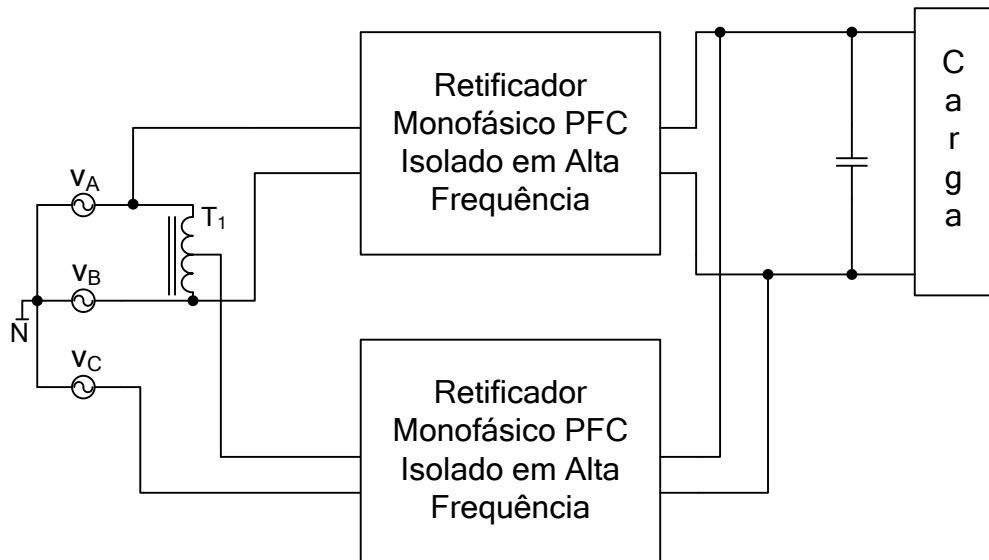 Retificador
Monofásico PFC
Isolado em Alta
Frequência
C
a
r
g
a
vA
T1
vB
N
vC
Retificador
Monofásico PFC
Isolado em Alta
Frequência